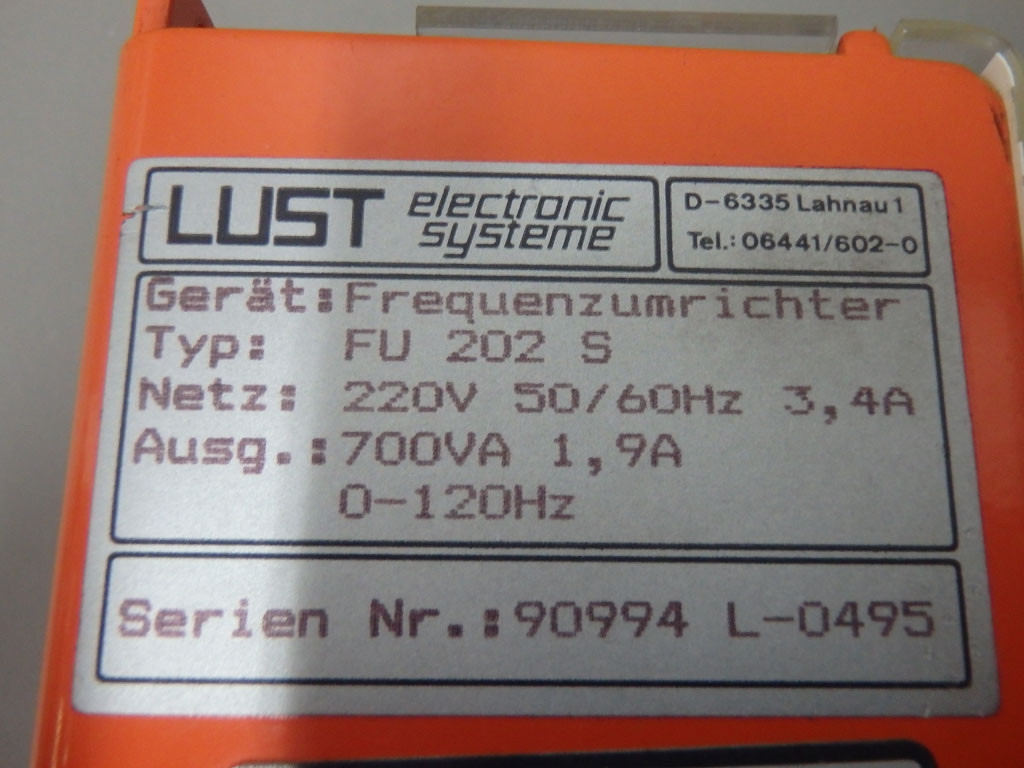 LUST electronic systeme
D-6335 Lahnau 1
Tel.: 06441/602-0
Gerät:Frequenzumrichter
Typ: FU 202 S
Netz: 220V 50/60Hz 3,4A
Ausg.:700VA 1,9A
0-120Hz
Serien Nr.:90994 L-0495